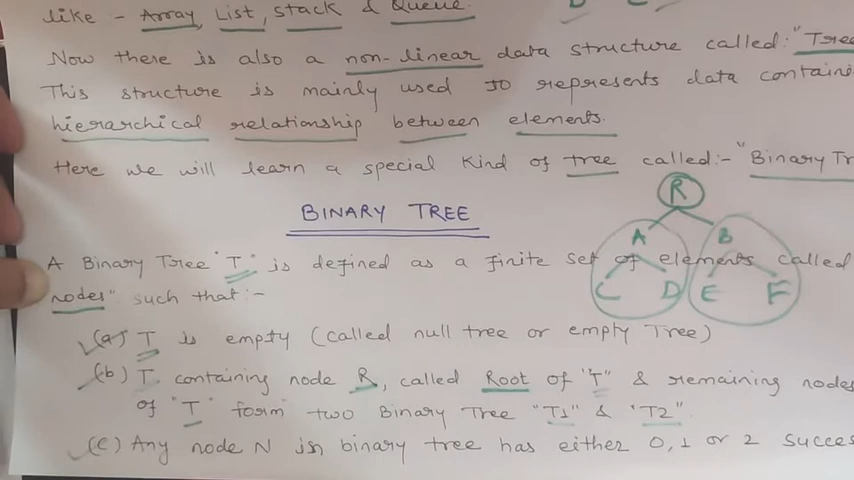 like - Array, List, Stack & Queue.
Now there is also a non-linear data structure called: "Tree
This structure is mainly used to represents data containi
hierarchical relationship between elements.
Here we will learn a special kind of tree called:- "Binary Tr
R
BINARY TREE
A B
A Binary Tree "T" is defined as a finite set of elements called
C D E F
nodes" such that:-
(a) T is empty (called null tree or empty Tree)
(b) T containing node R, called Root of "T" & remaining nodes
of "T" form two Binary Tree "T1" & "T2"
(c) Any node N in binary tree has either 0, 1 or 2 succes